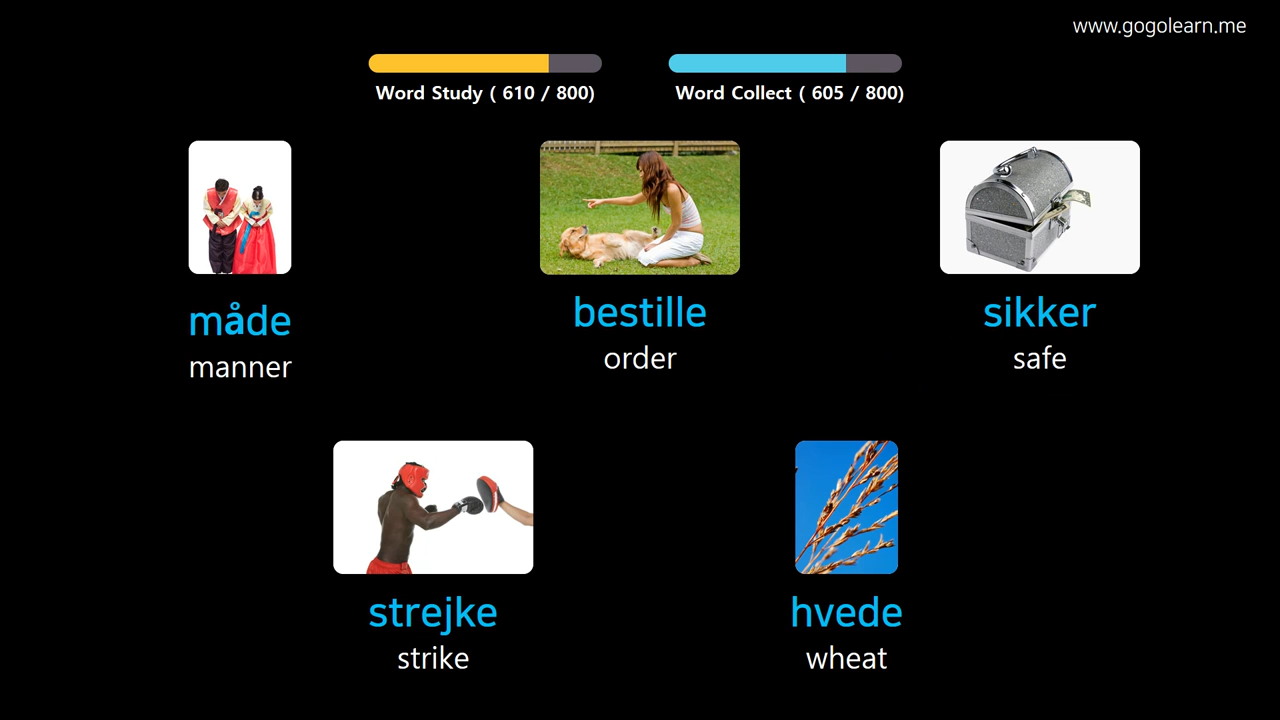 www.gogolearn.me
Word Study ( 610 / 800)
Word Collect ( 605 / 800)
måde
manner
bestille
order
sikker
safe
strejke
strike
hvede
wheat